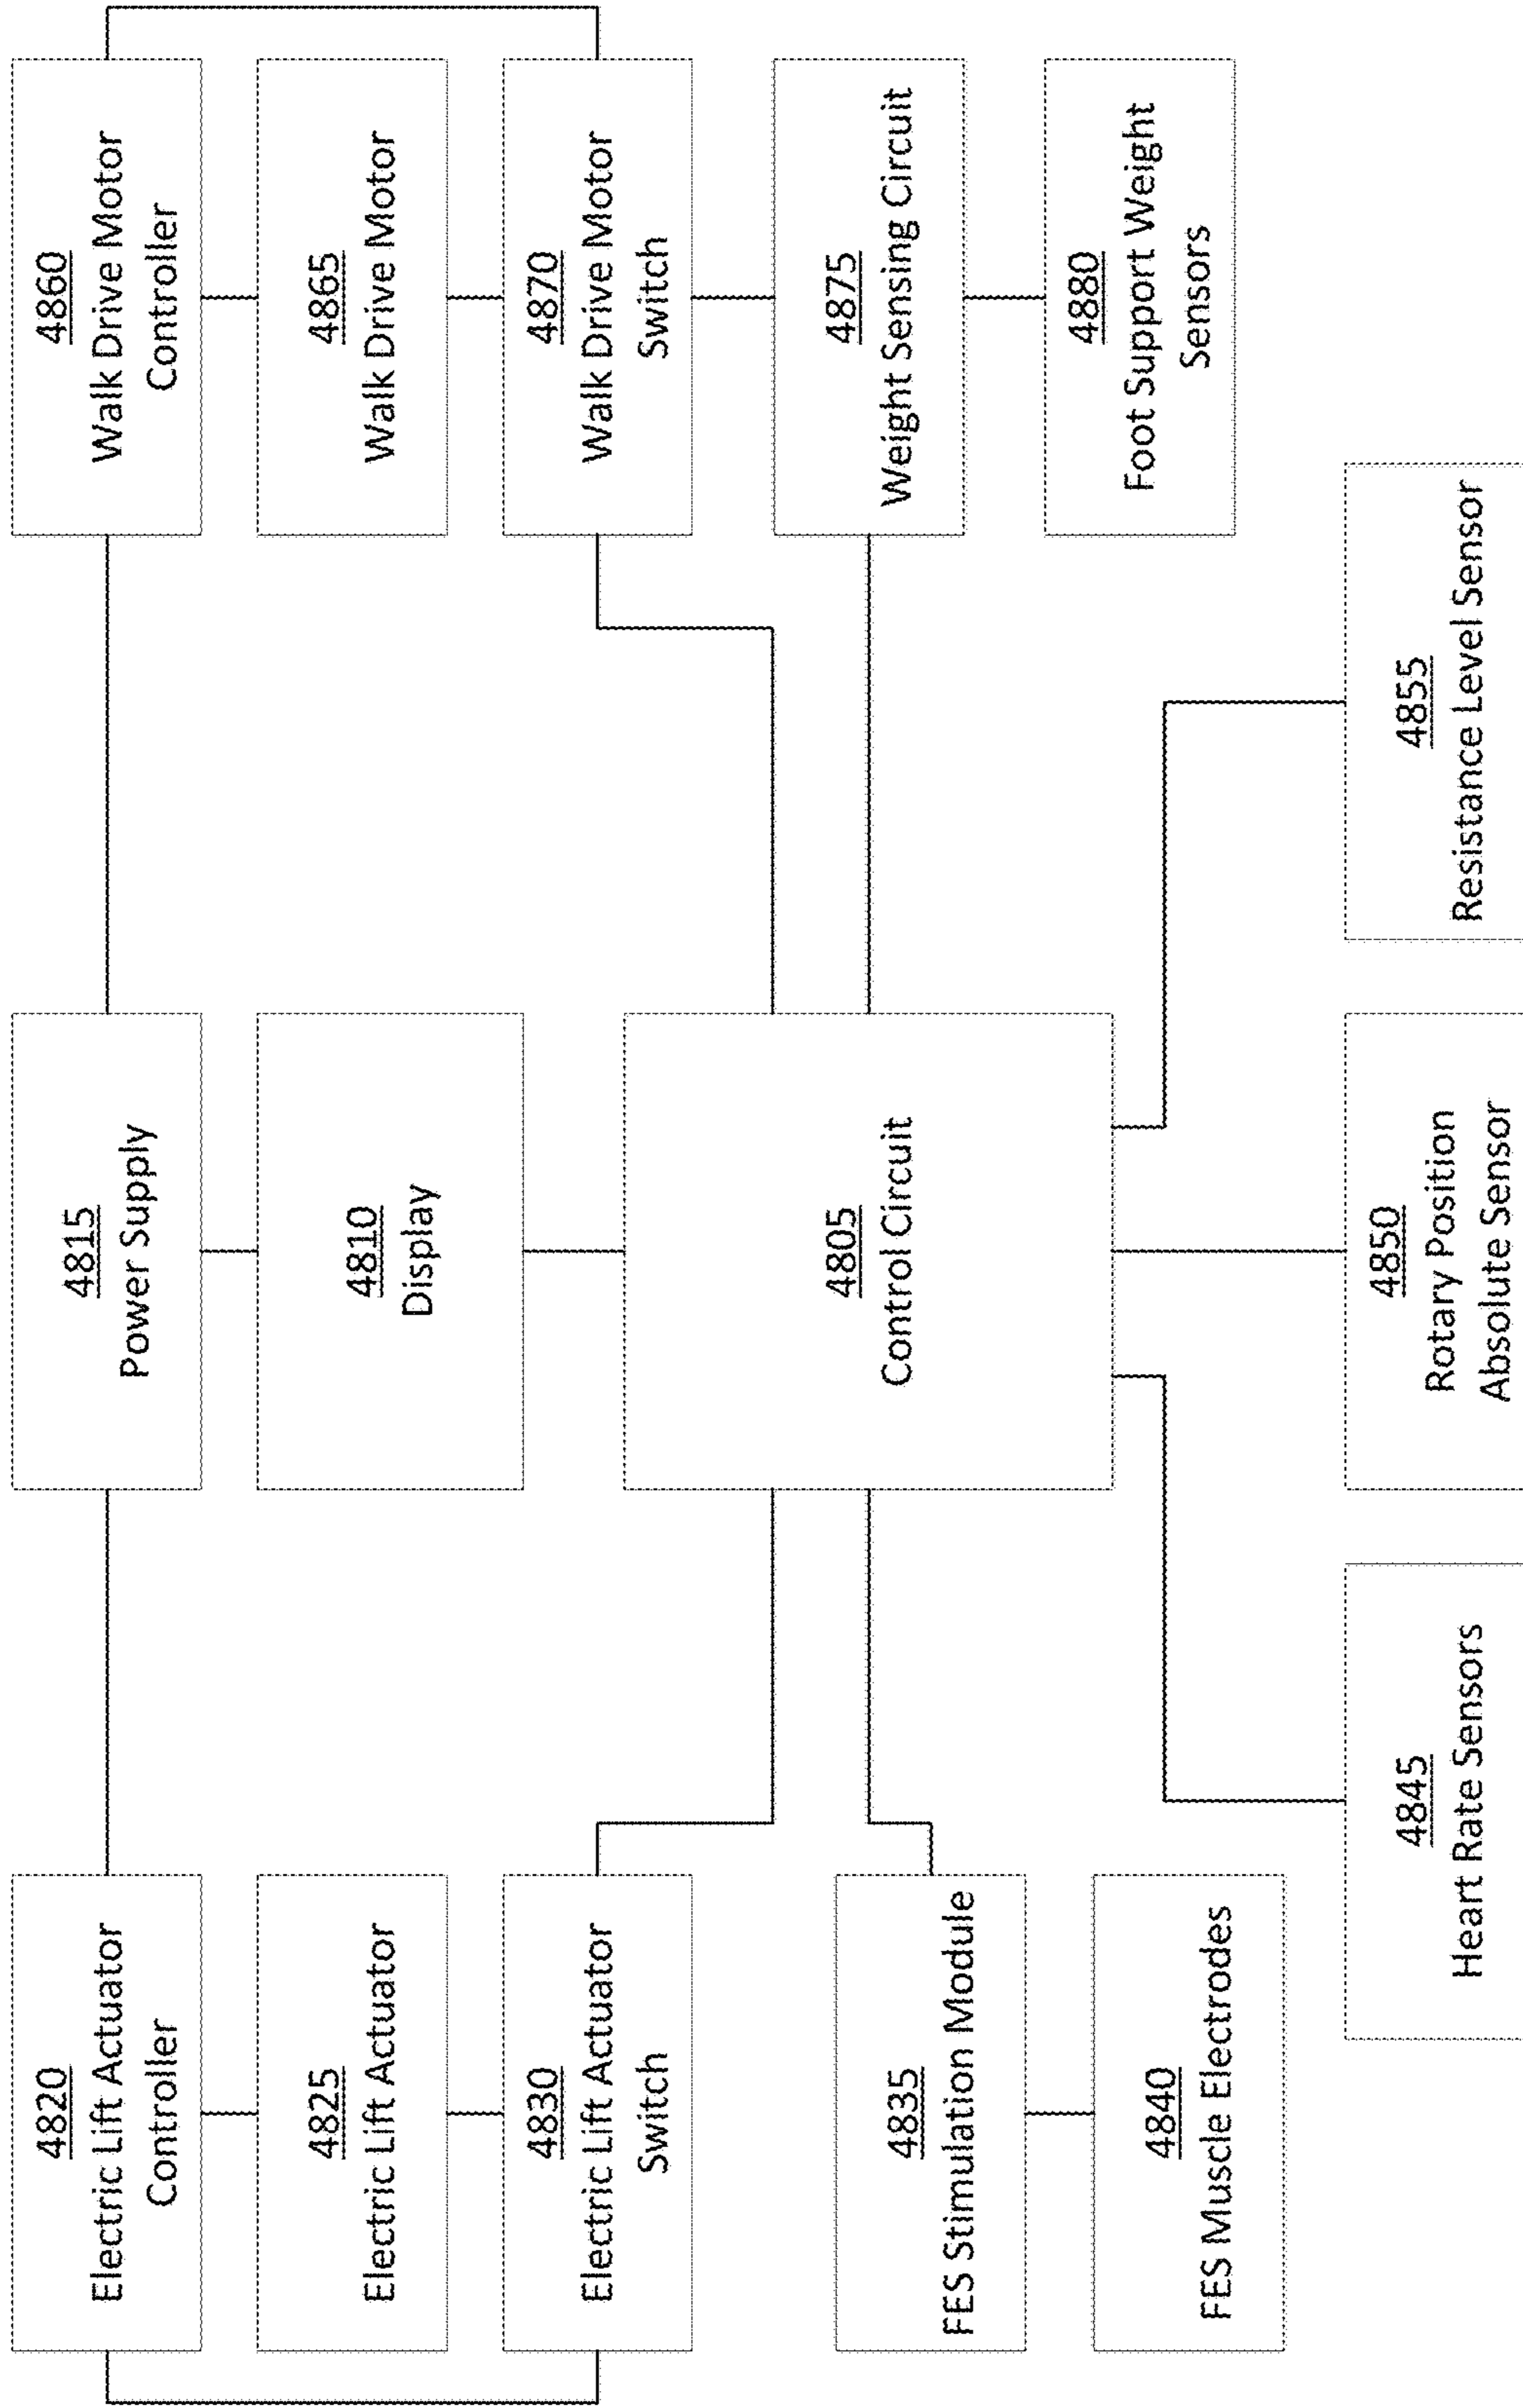 4820
Electric Lift Actuator
Controller
4825
Electric Lift Actuator
4830
Electric Lift Actuator
Switch
4835
FES Stimulation Module
4840
FES Muscle Electrodes
4815
Power Supply
4810
Display
4805
Control Circuit
4845
Heart Rate Sensors
4850
Rotary Position
Absolute Sensor
4855
Resistance Level Sensor
4860
Walk Drive Motor
Controller
4865
Walk Drive Motor
4870
Walk Drive Motor
Switch
4875
Weight Sensing Circuit
4880
Foot Support Weight
Sensors